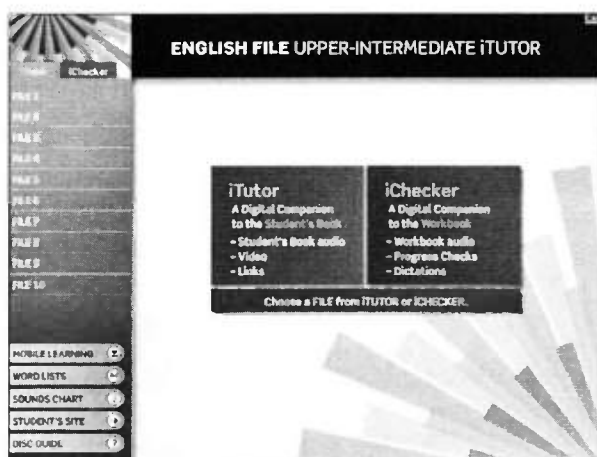 ENGLISH FILE UPPER-INTERMEDIATE iTUTOR
iChecker
FILE 1
FILE 2
FILE 3
FILE 4
FILE 5
FILE 6
FILE 7
FILE 8
FILE 9
FILE 10
iTutor
A Digital Companion
to the Student's Book
- Student's Book audio
- Video
- Links
iChecker
A Digital Companion
to the Workbook
- Workbook audio
- Progress Checks
- Dictations
Choose a FILE from iTUTOR or iCHECKER.
MOBILE LEARNING
WORD LISTS
SOUNDS CHART
STUDENT'S SITE
DISC GUIDE